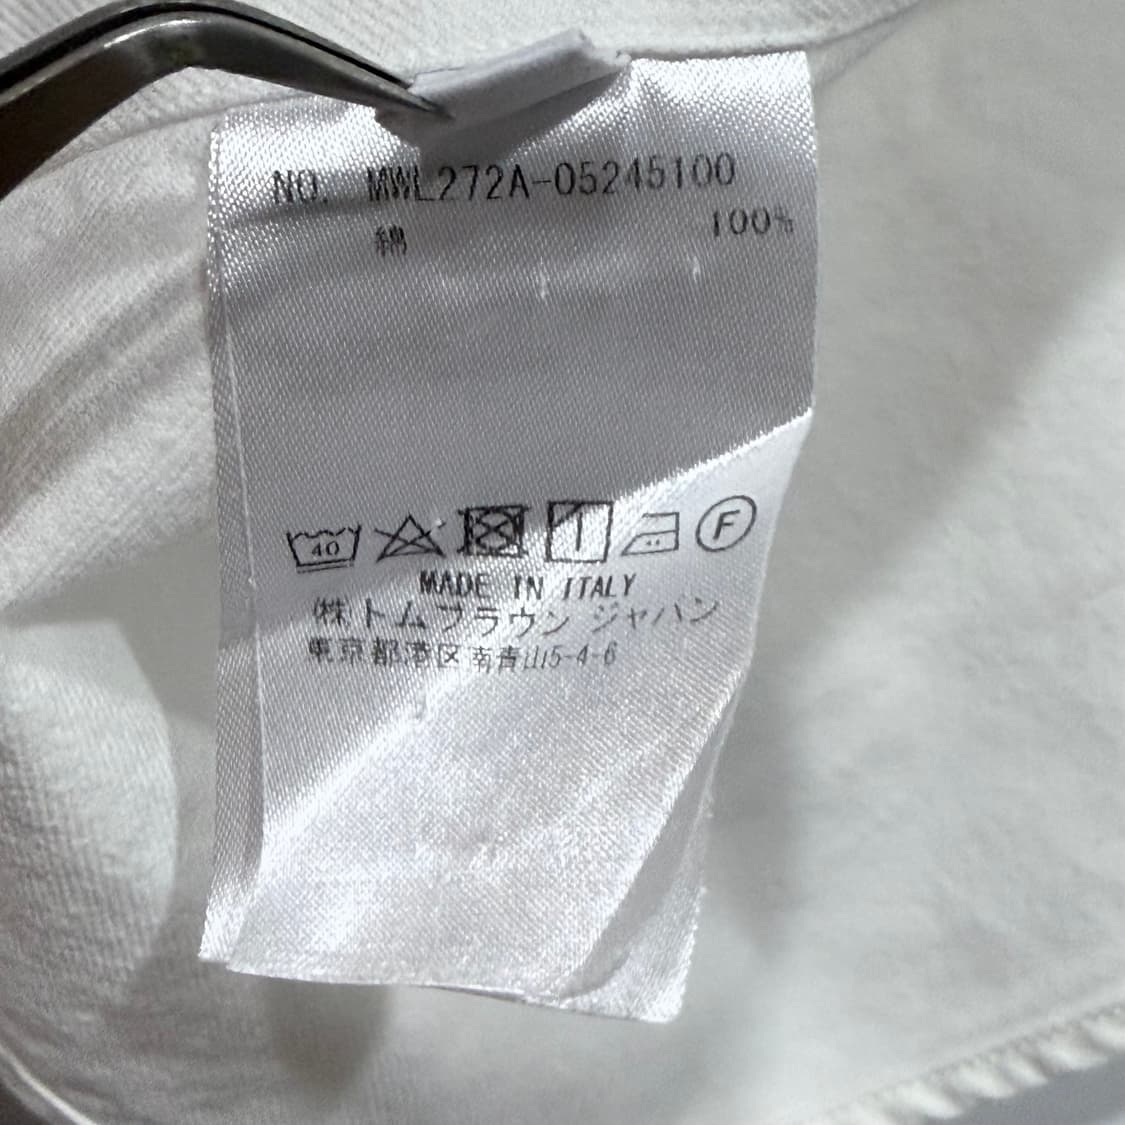 NO. MWL272A-05245100
綿 100%
40
F
MADE IN ITALY
(株)トムブラウン ジャパン
東京都港区南青山5-4-6